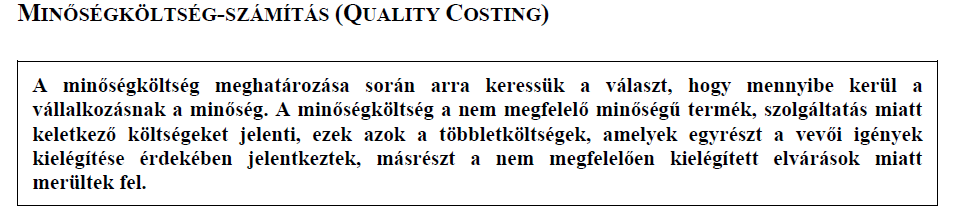 MINŐSÉGKÖLTSÉG-SZÁMÍTÁS (QUALITY COSTING)
A minőségköltség meghatározása során arra keressük a választ, hogy mennyibe kerül a
vállalkozásnak a minőség. A minőségköltség a nem megfelelő minőségű termék, szolgáltatás miatt
keletkező költségeket jelenti, ezek azok a többletköltségek, amelyek egyrészt a vevői igények
kielégítése érdekében jelentkeztek, másrészt a nem megfelelően kielégített elvárások miatt
merültek fel.